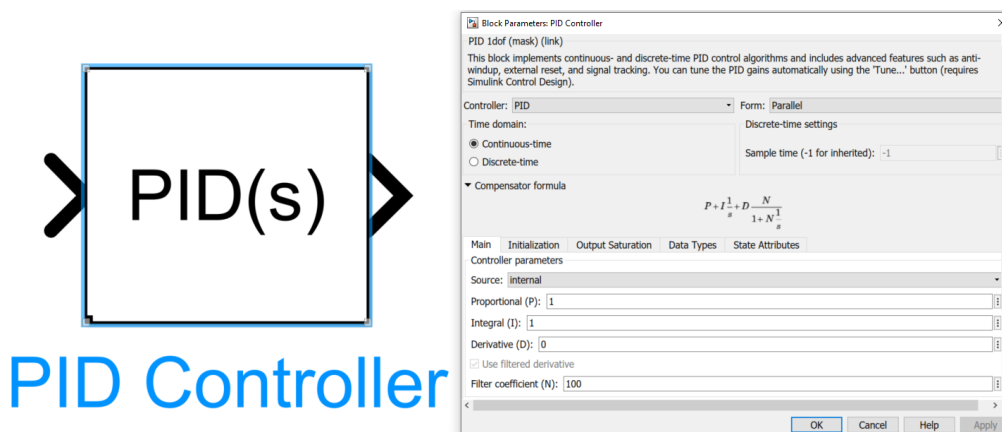 PID(s)
PID Controller
Block Parameters: PID Controller
PID 1dof (mask) (link)
This block implements continuous- and discrete-time PID control algorithms and includes advanced features such as anti-
windup, external reset, and signal tracking. You can tune the PID gains automatically using the 'Tune...' button (requires
Simulink Control Design).
Controller: PID Form: Parallel
Time domain: Discrete-time settings
Continuous-time
Sample time (-1 for inherited): -1
Discrete-time
Compensator formula
P+I 1/s +D N/(1+N 1/s)
Main Initialization Output Saturation Data Types State Attributes
Controller parameters
Source: internal
Proportional (P): 1
Integral (I): 1
Derivative (D): 0
Use filtered derivative
Filter coefficient (N): 100
OK Cancel Help Apply